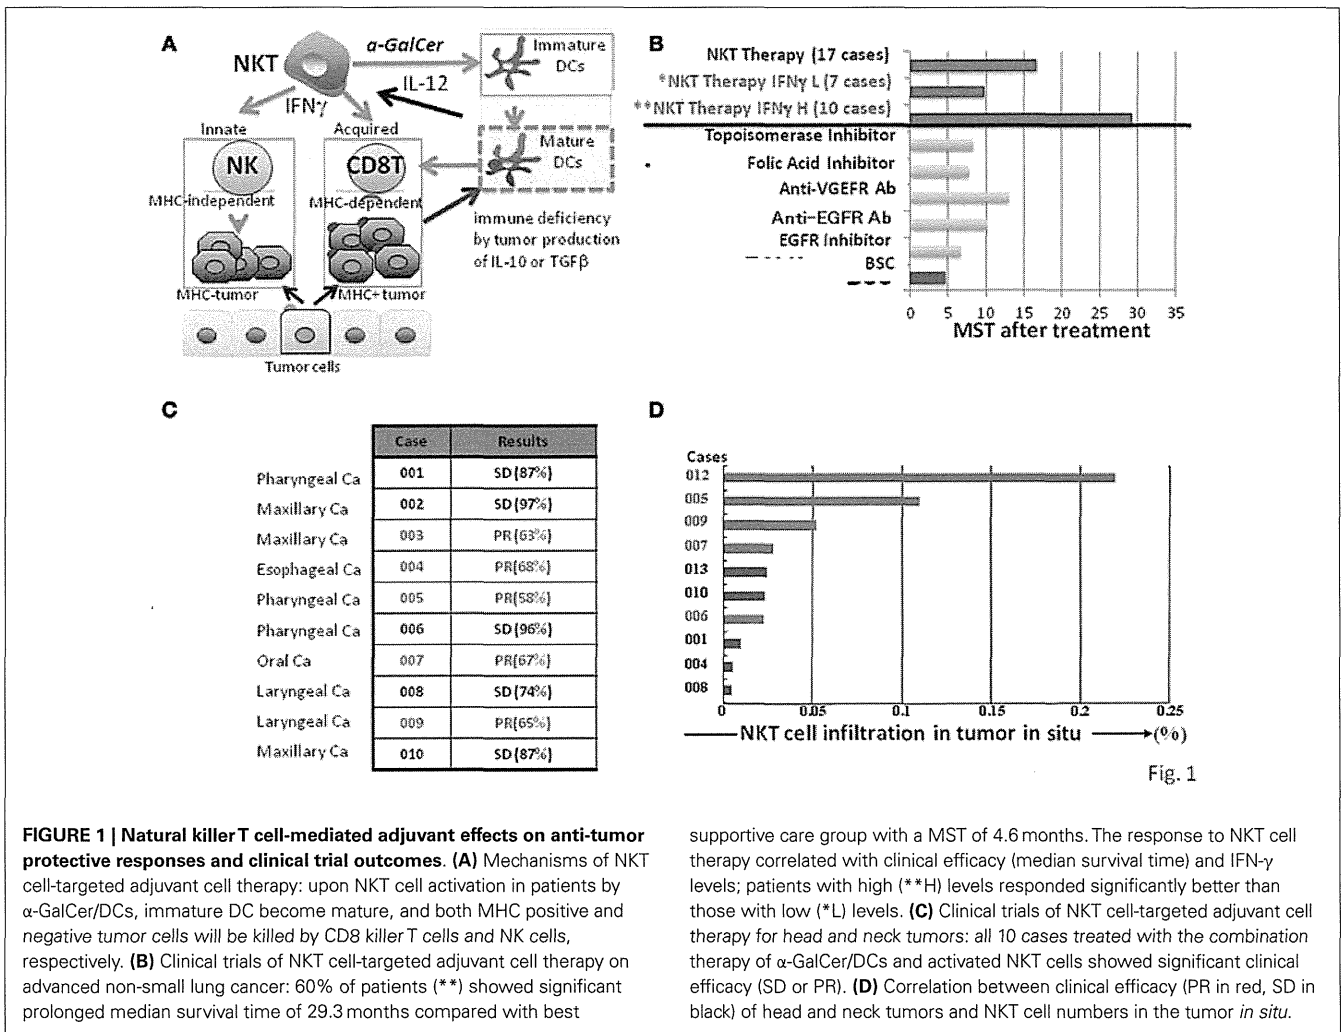 A
NKT
α-GalCer
IL-12
IFNγ
Immature
DCs
Innate
Acquired
NK
CD8T
Mature
DCs
MHC-independent
MHC-dependent
immune deficiency
by tumor production
of IL-10 or TGFβ
MHC-tumor
MHC+tumor
Tumor cells
B
NKT Therapy (17 cases)
*NKT Therapy IFNγ L (7 cases)
**NKT Therapy IFNγ H (10 cases)
Topoisomerase Inhibitor
Folic Acid Inhibitor
Anti-VGEFR Ab
Anti-EGFR Ab
EGFR Inhibitor
BSC
0 5 10 15 20 25 30 35
MST after treatment
C
Case Results
Pharyngeal Ca 001 SD(87%)
Maxillary Ca 002 SD(97%)
Maxillary Ca 003 PR(63%)
Esophageal Ca 004 PR(68%)
Pharyngeal Ca 005 PR(58%)
Pharyngeal Ca 006 SD(96%)
Oral Ca 007 PR(67%)
Laryngeal Ca 008 SD(74%)
Laryngeal Ca 009 PR(65%)
Maxillary Ca 010 SD(87%)
D
Cases
012
005
009
007
013
010
006
001
004
008
0 0.05 0.1 0.15 0.2 0.25
NKT cell infiltration in tumor in situ (%)
Fig. 1
FIGURE 1 | Natural killer T cell-mediated adjuvant effects on anti-tumor
protective responses and clinical trial outcomes. (A) Mechanisms of NKT
cell-targeted adjuvant cell therapy: upon NKT cell activation in patients by
α-GalCer/DCs, immature DC become mature, and both MHC positive and
negative tumor cells will be killed by CD8 killer T cells and NK cells,
respectively. (B) Clinical trials of NKT cell-targeted adjuvant cell therapy on
advanced non-small lung cancer: 60% of patients (**) showed significant
prolonged median survival time of 29.3 months compared with best
supportive care group with a MST of 4.6 months. The response to NKT cell
therapy correlated with clinical efficacy (median survival time) and IFN-γ
levels; patients with high (**H) levels responded significantly better than
those with low (*L) levels. (C) Clinical trials of NKT cell-targeted adjuvant cell
therapy for head and neck tumors: all 10 cases treated with the combination
therapy of α-GalCer/DCs and activated NKT cells showed significant clinical
efficacy (SD or PR). (D) Correlation between clinical efficacy (PR in red, SD in
black) of head and neck tumors and NKT cell numbers in the tumor in situ.